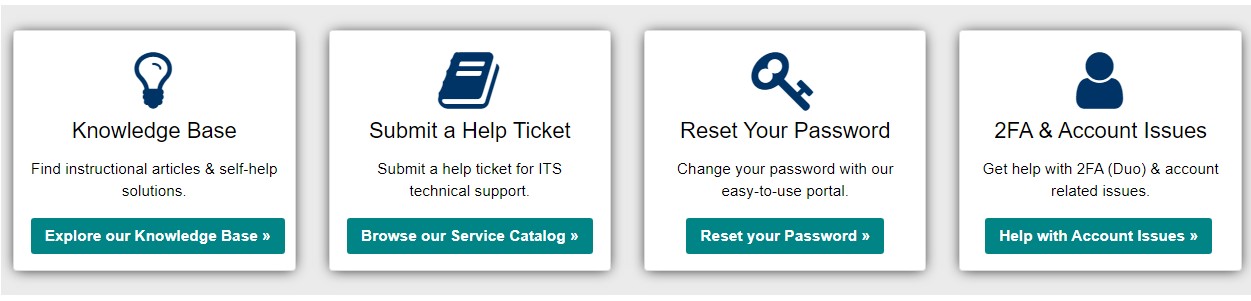 Knowledge Base
Find instructional articles & self-help
solutions.
Explore our Knowledge Base »
Submit a Help Ticket
Submit a help ticket for ITS
technical support.
Browse our Service Catalog »
Reset Your Password
Change your password with our
easy-to-use portal.
Reset your Password »
2FA & Account Issues
Get help with 2FA (Duo) & account
related issues.
Help with Account Issues »